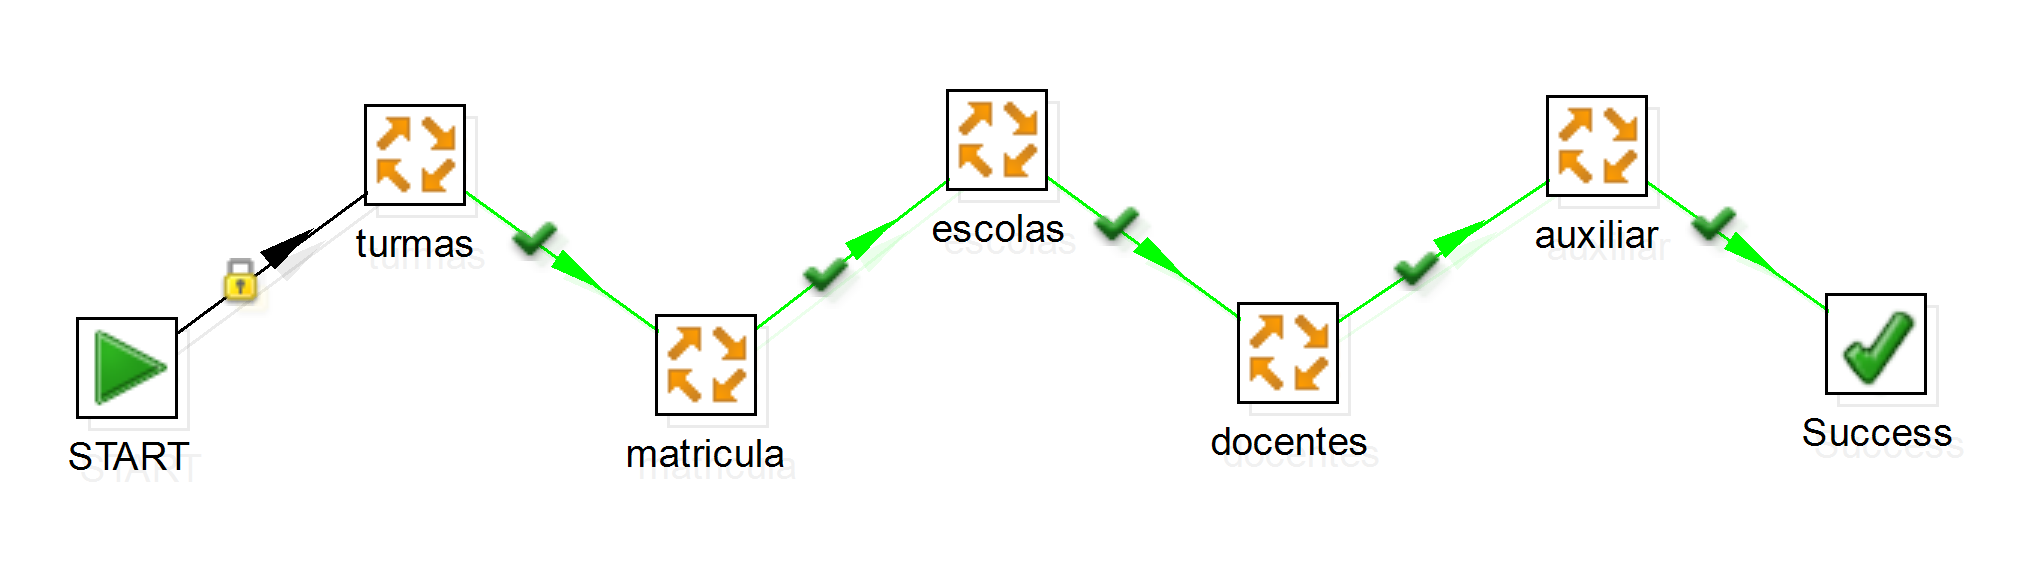 START
turmas
matricula
escolas
docentes
auxiliar
Success